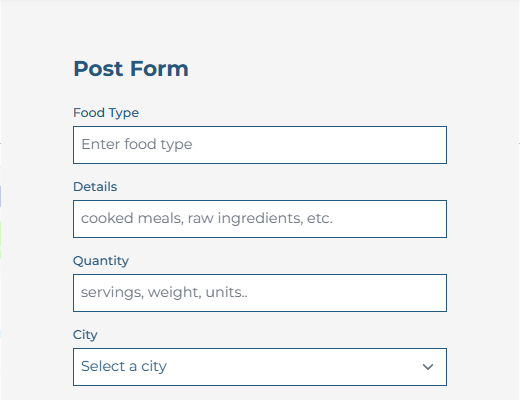 Post Form
Food Type
Enter food type
Details
cooked meals, raw ingredients, etc.
Quantity
servings, weight, units..
City
Select a city